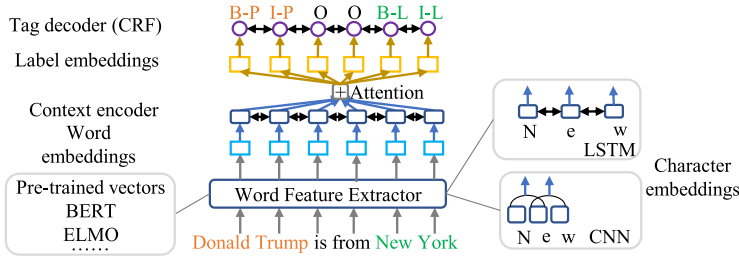 Tag decoder (CRF)
B-P I-P O O B-L I-L
Label embeddings
+ Attention
Context encoder
Word
embeddings
N e w
LSTM
Character
embeddings
Pre-trained vectors
BERT
ELMO
......
Word Feature Extractor
N e w CNN
Donald Trump is from New York